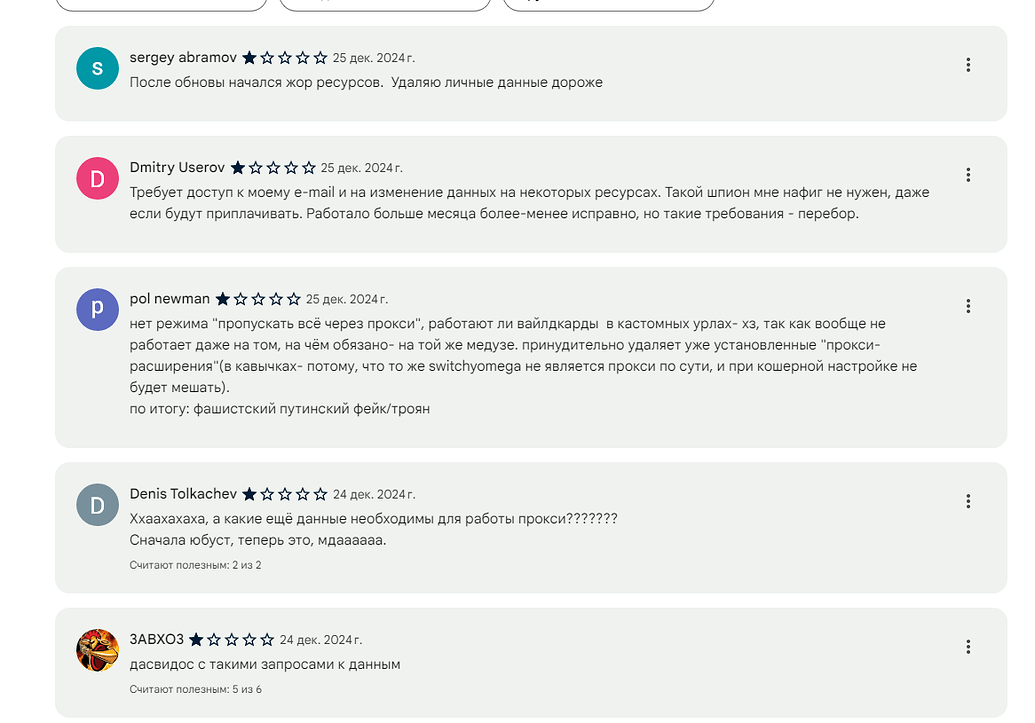 S
sergey abramov 25 дек. 2024 г.
После обновы начался жор ресурсов.  Удаляю личные данные дороже
D
Dmitry Userov 25 дек. 2024 г.
Требует доступ к моему e-mail и на изменение данных на некоторых ресурсах. Такой шпион мне нафиг не нужен, даже
если будут приплачивать. Работало больше месяца более-менее исправно, но такие требования - перебор.
p
pol newman 25 дек. 2024 г.
нет режима "пропускать всё через прокси", работают ли вайлдкарды  в кастомных урлах- хз, так как вообще не
работает даже на том, на чём обязано- на той же медузе. принудительно удаляет уже установленные "прокси-
расширения"(в кавычках- потому, что то же switchyomega не является прокси по сути, и при кошерной настройке не
будет мешать).
по итогу: фашистский путинский фейк/троян
D
Denis Tolkachev 24 дек. 2024 г.
Ххаахахаха, а какие ещё данные необходимы для работы прокси???????
Сначала юбуст, теперь это, мдаааааа.
Считают полезным: 2 из 2
ЗАВХОЗ 24 дек. 2024 г.
дасвидос с такими запросами к данным
Считают полезным: 5 из 6